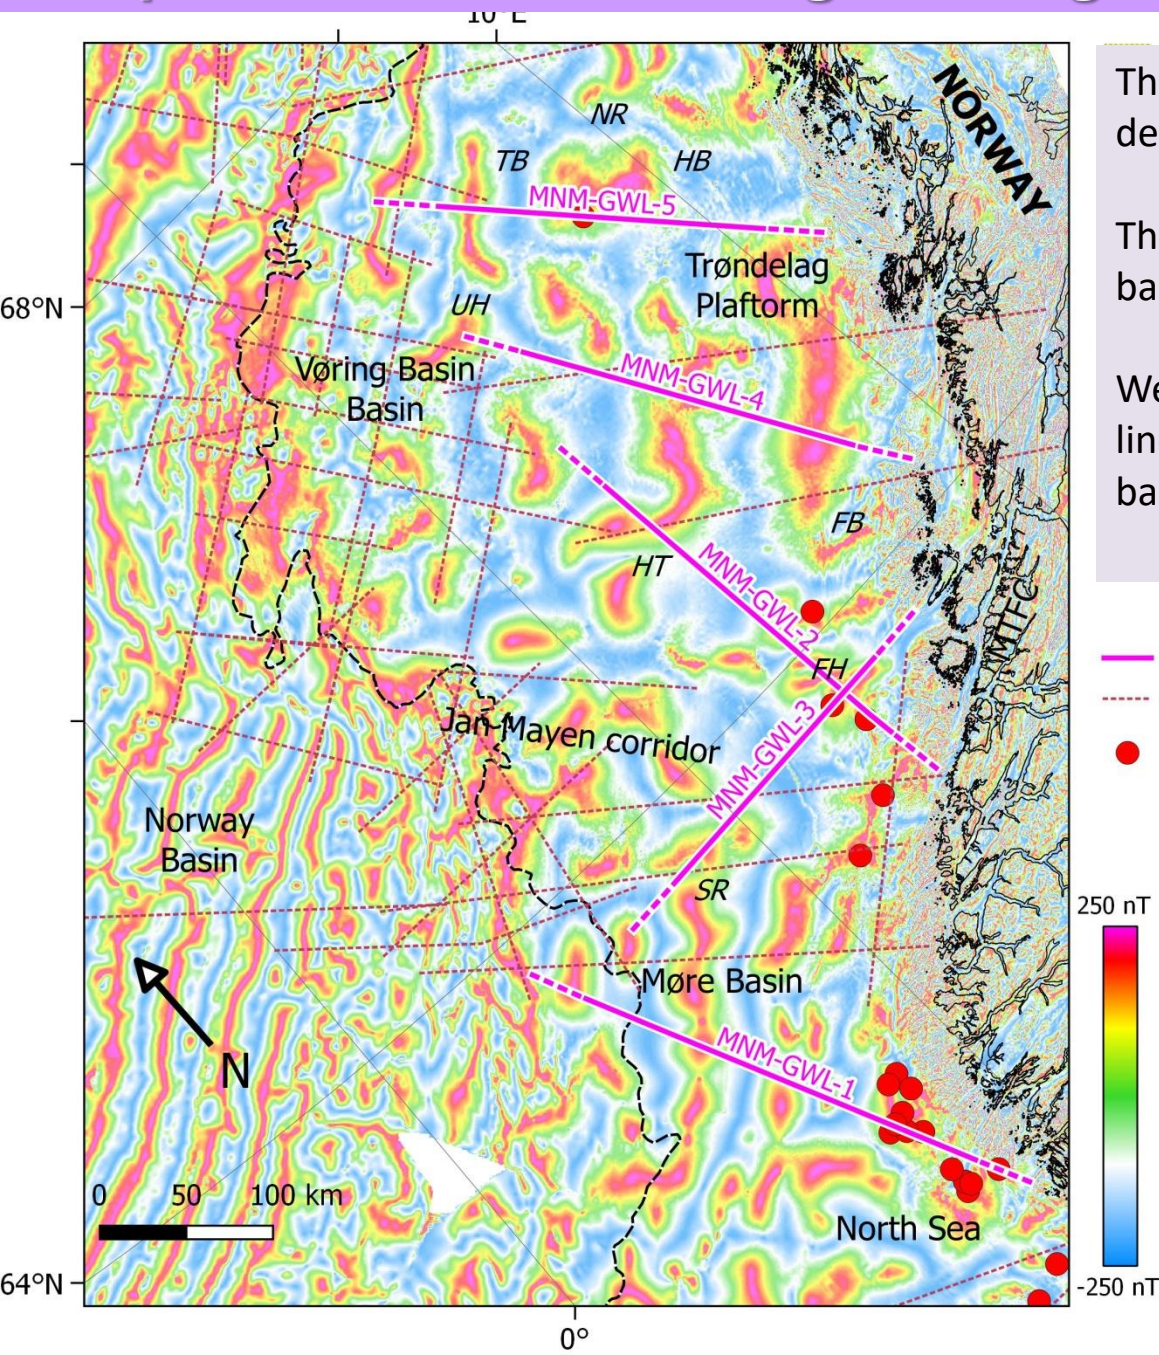 10°E
NORWAY
NR
TB
HB
MNM-GWL-5
Trøndelag
Plaftorm
68°N
UH
MNM-GWL-4
Vøring Basin
Basin
FB
HT
MNM-GWL-2
MTFC
FH
MNM-GWL-3
Jan Mayen corridor
Norway
Basin
SR
Møre Basin
N
MNM-GWL-1
0 50 100 km
North Sea
64°N
0°
Th
de
Th
ba
We
lin
ba
250 nT
-250 nT